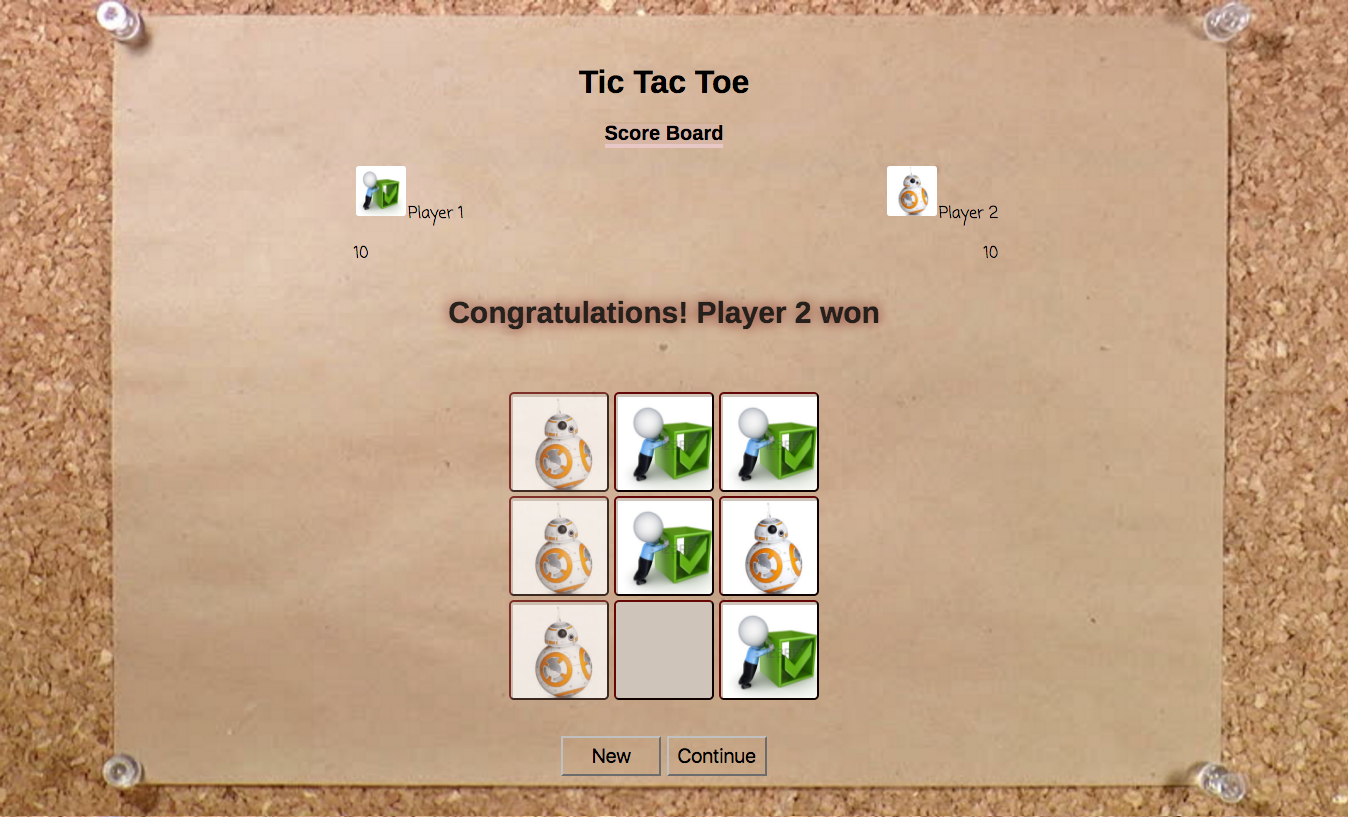 Tic Tac Toe
Score Board
Player 1
Player 2
10
10
Congratulations! Player 2 won
New
Continue